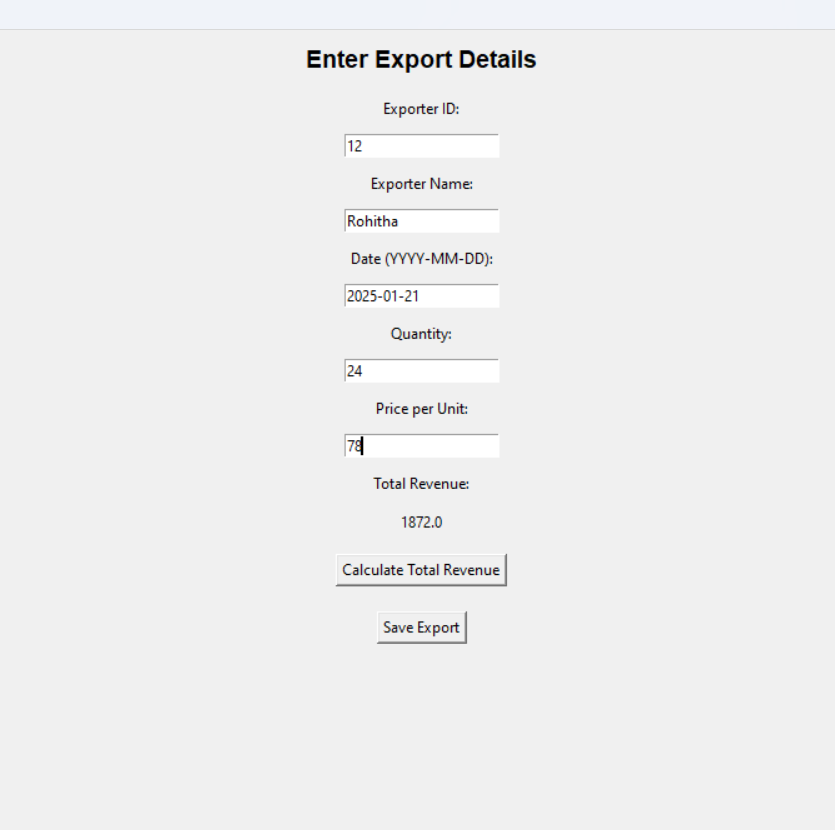 Enter Export Details
Exporter ID:
12
Exporter Name:
Rohitha
Date (YYYY-MM-DD):
2025-01-21
Quantity:
24
Price per Unit:
78
Total Revenue:
1872.0
Calculate Total Revenue
Save Export